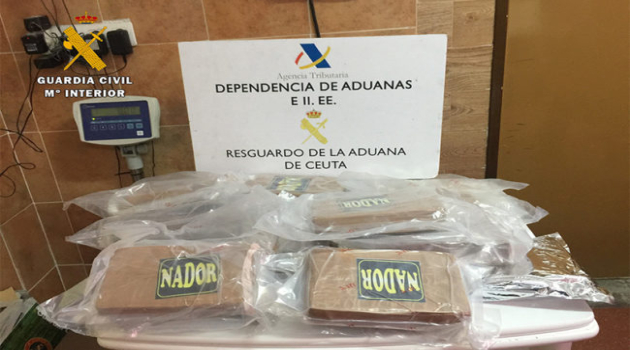 GUARDIA CIVIL
Mº INTERIOR
Agencia Tributaria
DEPENDENCIA DE ADUANAS
E II. EE.
RESGUARDO DE LA ADUANA
DE CEUTA
NADOR
NADOR